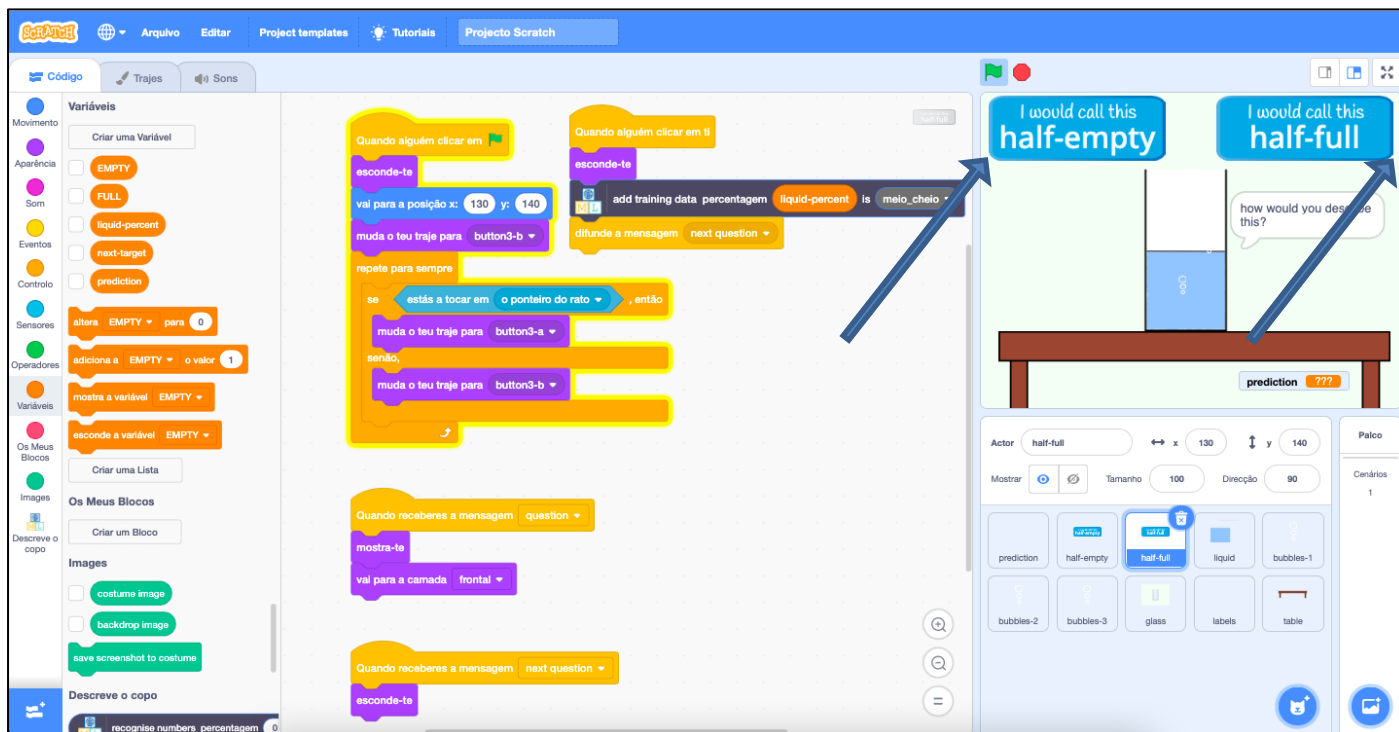 SCRATCH
Arquivo
Editar
Project templates
Tutoriais
Projecto Scratch
Código
Trajes
Sons
Movimento
Aparência
Som
Eventos
Controlo
Sensores
Operadores
Variáveis
Os Meus
Blocos
Images
Descreve o
copo
Variáveis
Criar uma Variável
EMPTY
FULL
liquid-percent
next-target
prediction
altera EMPTY para 0
adiciona a EMPTY o valor 1
mostra a variável EMPTY
esconde a variável EMPTY
Criar uma Lista
Os Meus Blocos
Criar um Bloco
Images
costume image
backdrop image
save screenshot to costume
Descreve o copo
ML recognise numbers percentagem 0
Quando alguém clicar em
esconde-te
vai para a posição x: 130 y: 140
muda o teu traje para button3-b
repete para sempre
se estás a tocar em o ponteiro do rato , então
muda o teu traje para button3-a
senão,
muda o teu traje para button3-b
Quando alguém clicar em ti
esconde-te
ML add training data percentagem liquid-percent is meio_cheio
difunde a mensagem next question
Quando receberes a mensagem question
mostra-te
vai para a camada frontal
Quando receberes a mensagem next question
esconde-te
I would call this
half-empty
I would call this
half-full
how would you describe
this?
prediction ???
Actor half-full x 130 y 140
Mostrar Tamanho 100 Direcção 90
prediction
half-empty
half-full
liquid
bubbles-1
bubbles-2
bubbles-3
glass
labels
table
Palco
Cenários
1